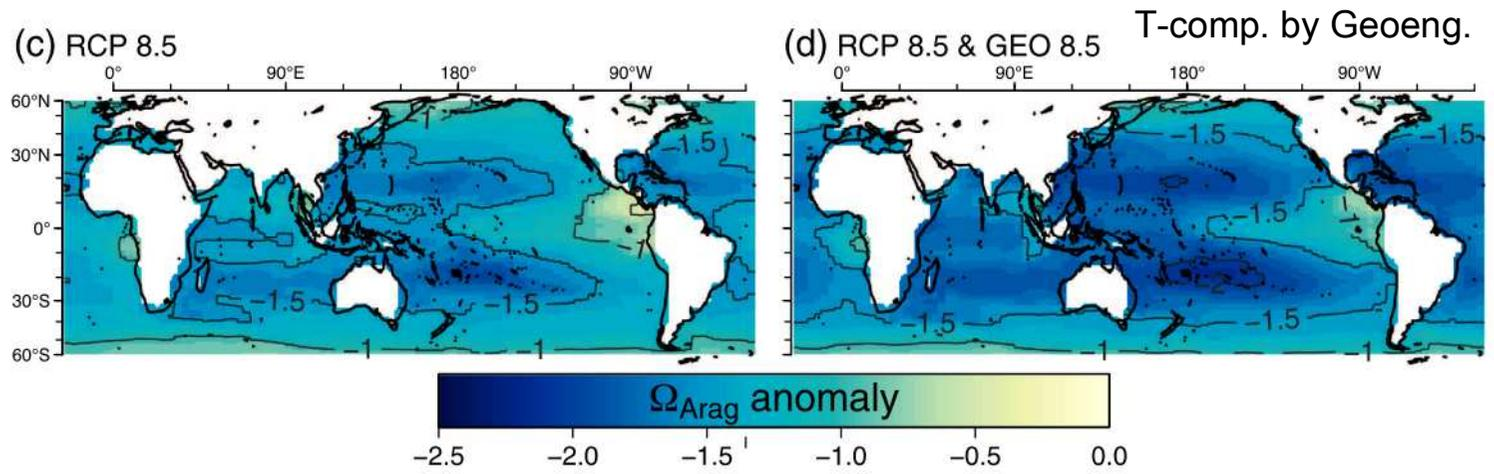 T-comp. by Geoeng.
(c) RCP 8.5
(d) RCP 8.5 & GEO 8.5
0° 90°E 180° 90°W
0° 90°E 180° 90°W
60°N
30°N
0°
30°S
60°S
−1
−1.5
−1
−1.5
−1.5
−1
−1
−1.5
−1.5
−1.5
−1
−2
−1.5
−1.5
−1
−1
ΩArag anomaly
−2.5 −2.0 −1.5 −1.0 −0.5 0.0